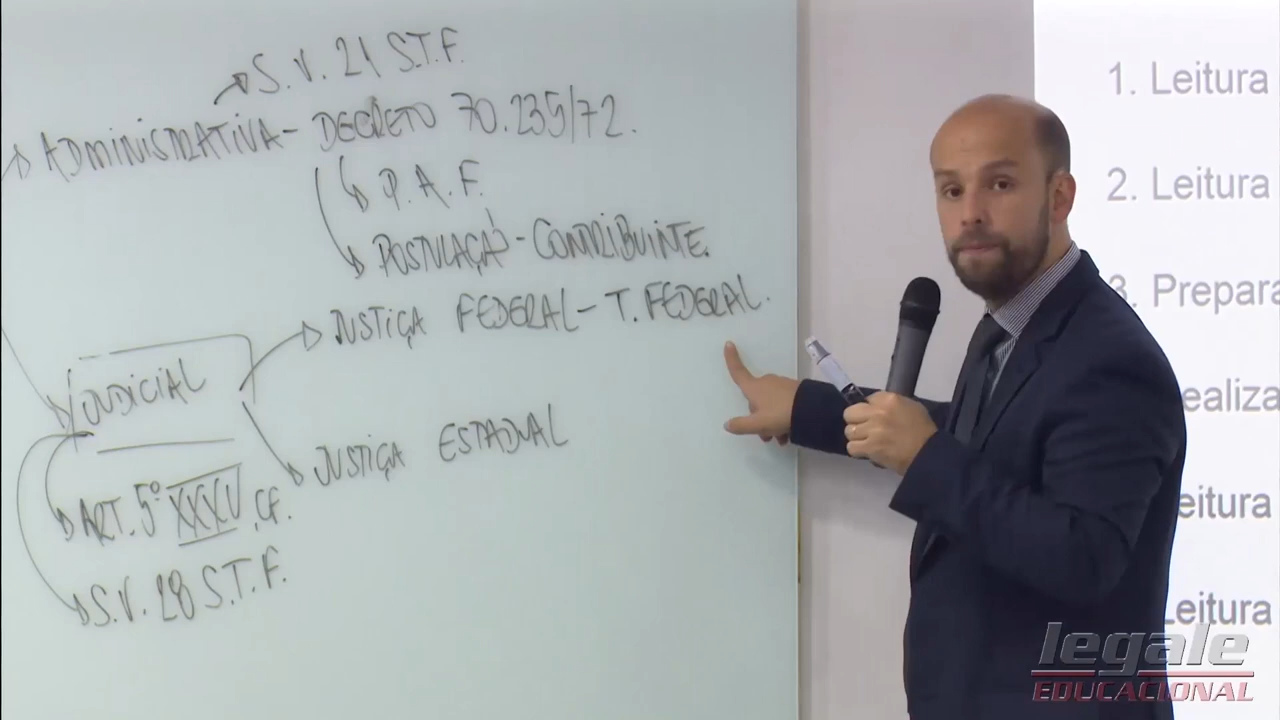 S.V. 21 S.T.F.
ADMINISTRATIVA - DECRETO 70.235/72.
P.A.F.
POSTULAÇÃO - CONTRIBUINTE.
JUSTIÇA FEDERAL - T. FEDERAL.
JUDICIAL
JUSTIÇA ESTADUAL
ART. 5º XXXV, CF.
S.V. 28 S.T.F.
1. Leitura
2. Leitura
3. Prepara
ealiza
eitura
Leitura
legale
EDUCACIONAL